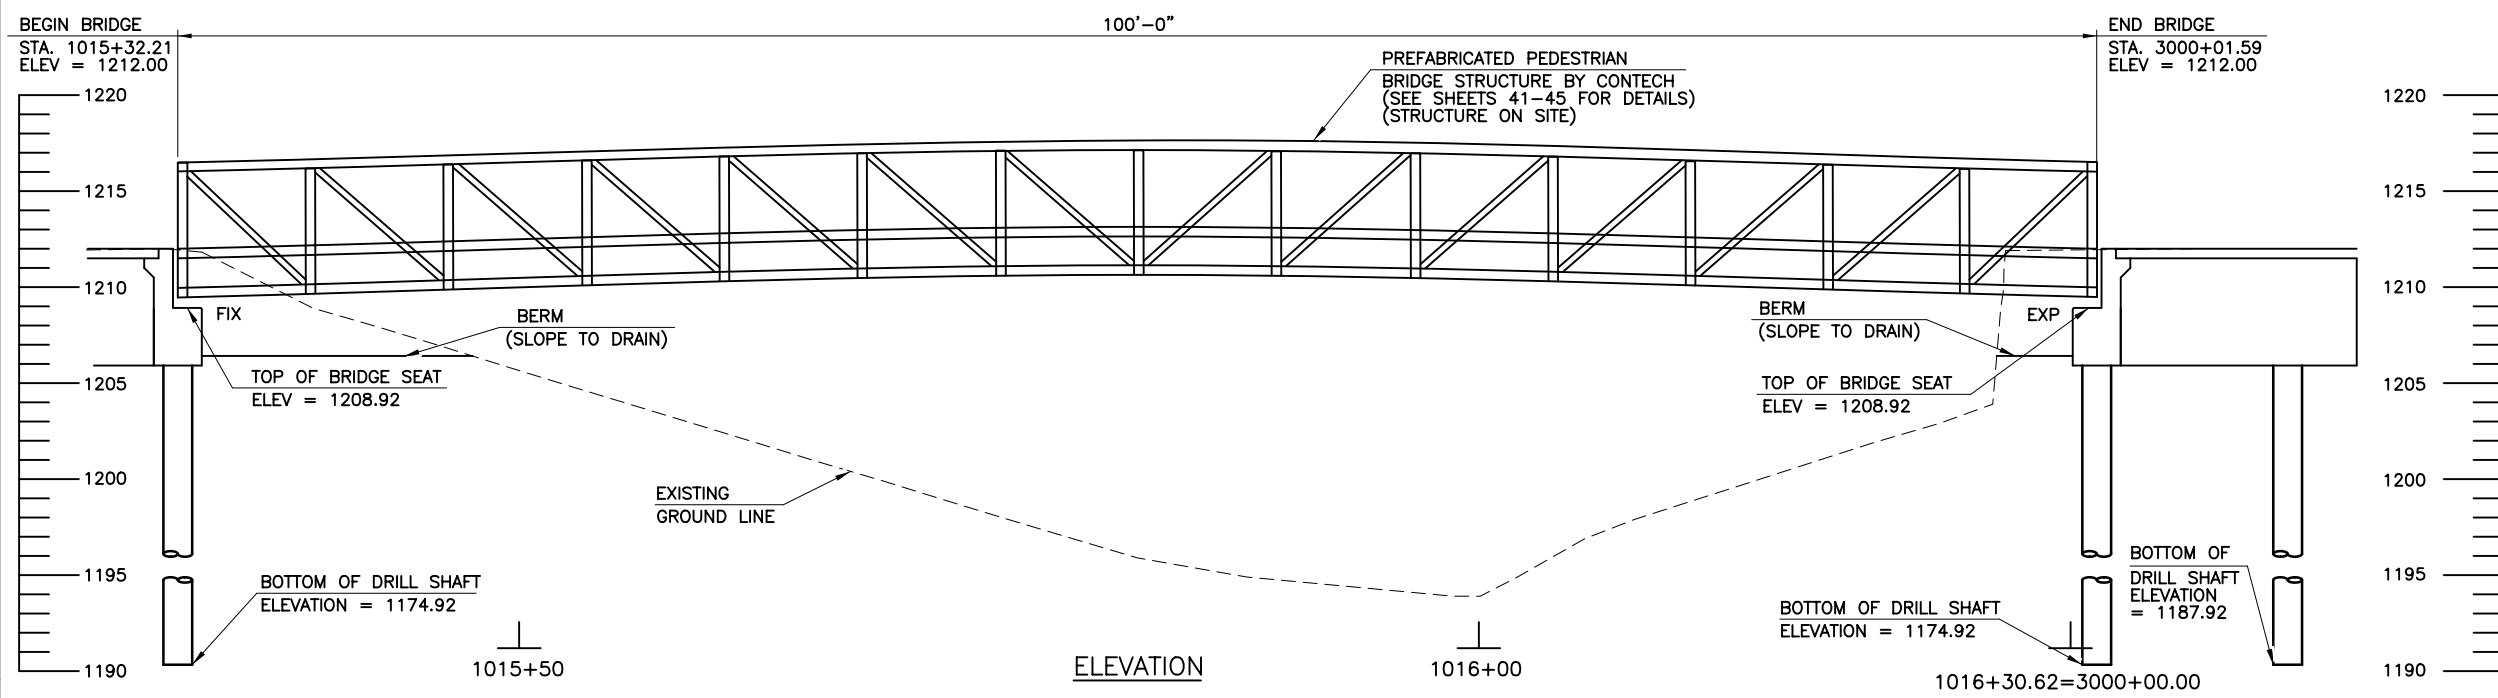 BEGIN BRIDGE
STA. 1015+32.21
ELEV = 1212.00
100'-0"
END BRIDGE
STA. 3000+01.59
ELEV = 1212.00
PREFABRICATED PEDESTRIAN
BRIDGE STRUCTURE BY CONTECH
(SEE SHEETS 41-45 FOR DETAILS)
(STRUCTURE ON SITE)
1220
1220
1215
1215
1210
1210
FIX
BERM
(SLOPE TO DRAIN)
BERM
(SLOPE TO DRAIN)
EXP
TOP OF BRIDGE SEAT
ELEV = 1208.92
TOP OF BRIDGE SEAT
ELEV = 1208.92
1205
1205
1200
1200
EXISTING
GROUND LINE
1195
1195
BOTTOM OF DRILL SHAFT
ELEVATION = 1174.92
BOTTOM OF DRILL SHAFT
ELEVATION = 1174.92
BOTTOM OF
DRILL SHAFT
ELEVATION
= 1187.92
1190
1015+50
ELEVATION
1016+00
1016+30.62=3000+00.00
1190